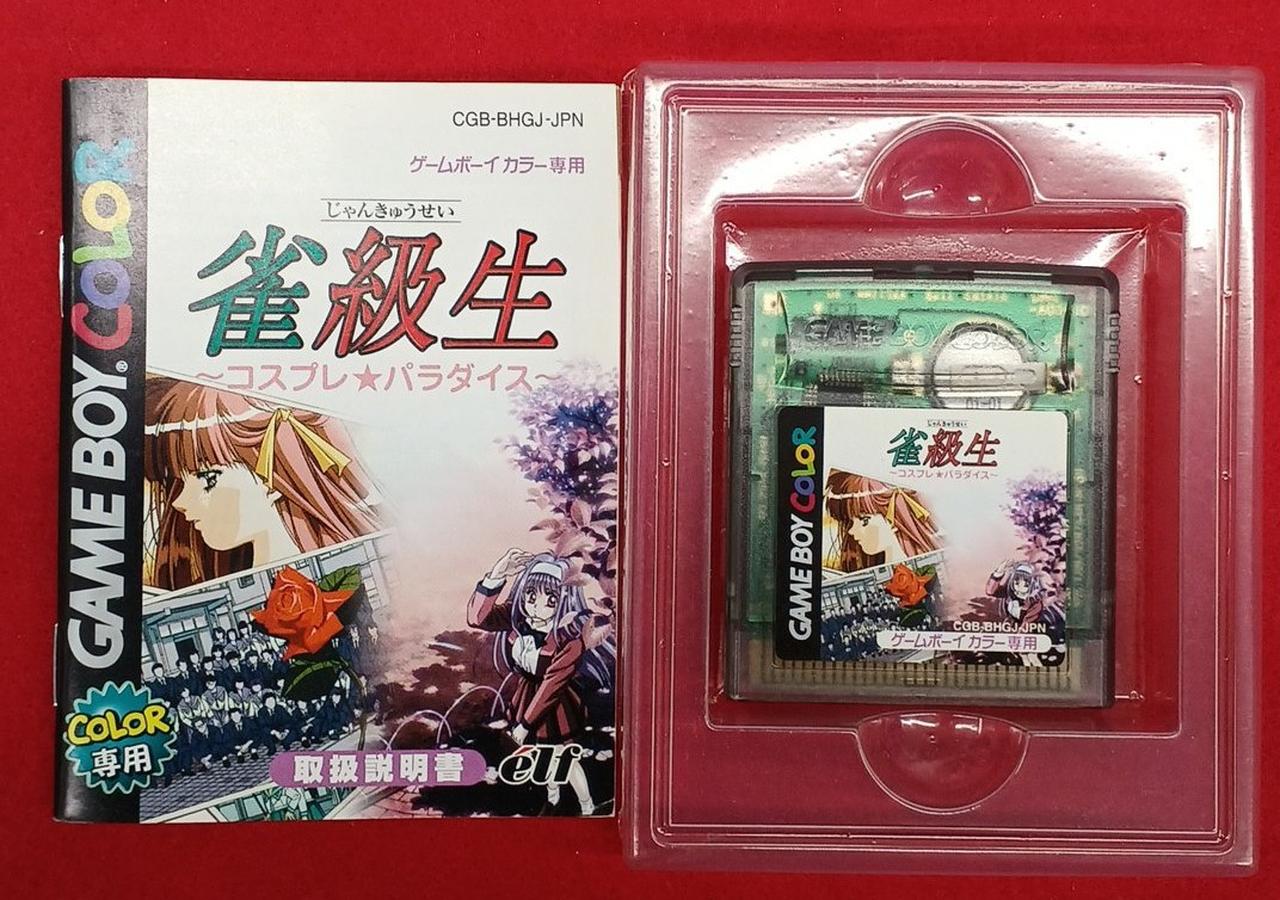 GAME BOY COLOR
CGB-BHGJ-JPN
ゲームボーイカラー専用
じゃんきゅうせい
雀級生
～コスプレ★パラダイス～
COLOR
専用
取扱説明書
élf
GAME BOY COLOR
GAME BOY COLOR
じゃんきゅうせい
雀級生
～コスプレ★パラダイス～
CGB-BHGJ-JPN
ゲームボーイカラー専用